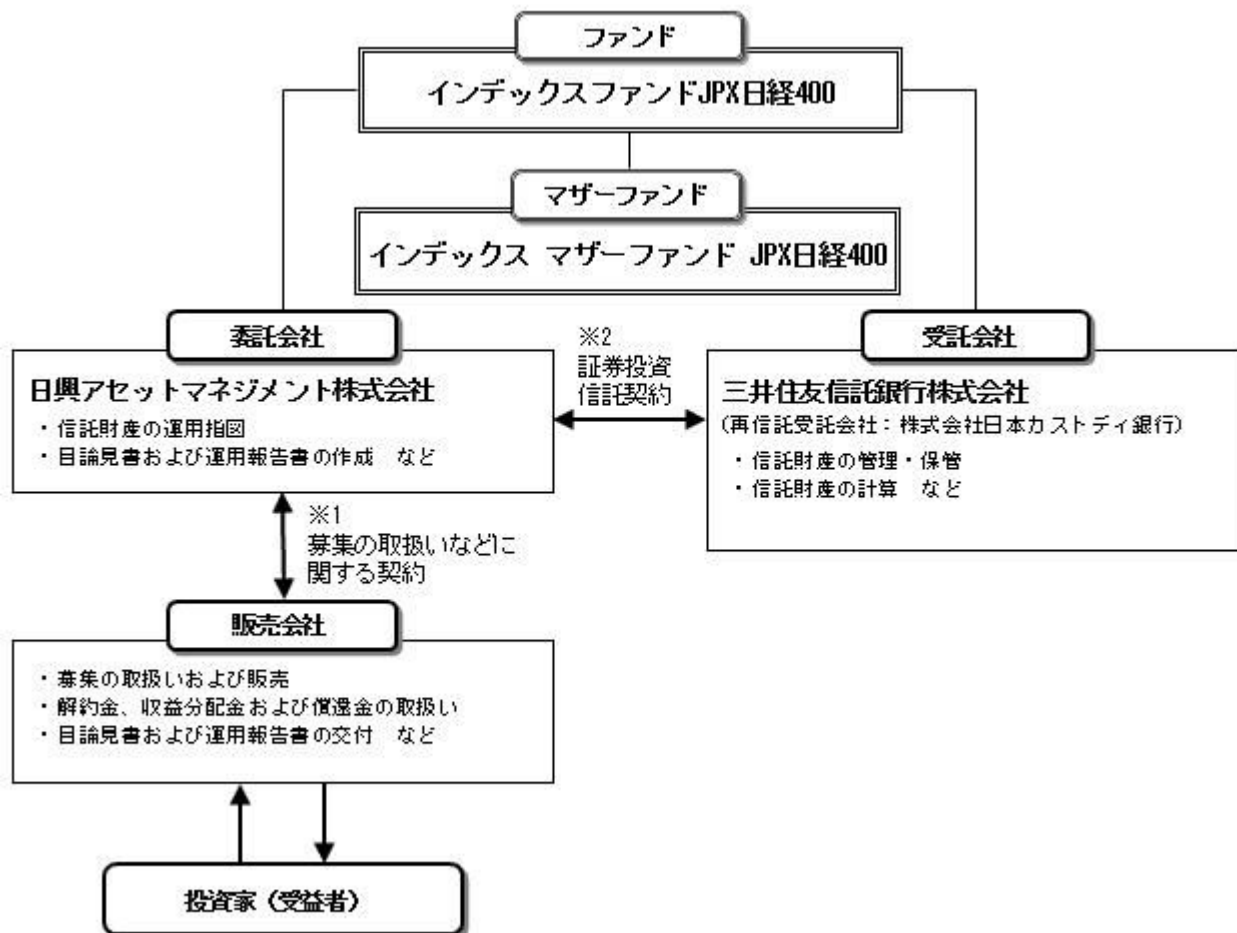 ファンド
インデックスファンドJPX日経400
マザーファンド
インデックス マザーファンド JPX日経400
委託会社
日興アセットマネジメント株式会社
・信託財産の運用指図
・目論見書および運用報告書の作成　など
※2
証券投資
信託契約
受託会社
三井住友信託銀行株式会社
(再信託受託会社：株式会社日本カストディ銀行)
・信託財産の管理・保管
・信託財産の計算　など
※1
募集の取扱いなどに
関する契約
販売会社
・募集の取扱いおよび販売
・解約金、収益分配金および償還金の取扱い
・目論見書および運用報告書の交付　など
投資家（受益者）